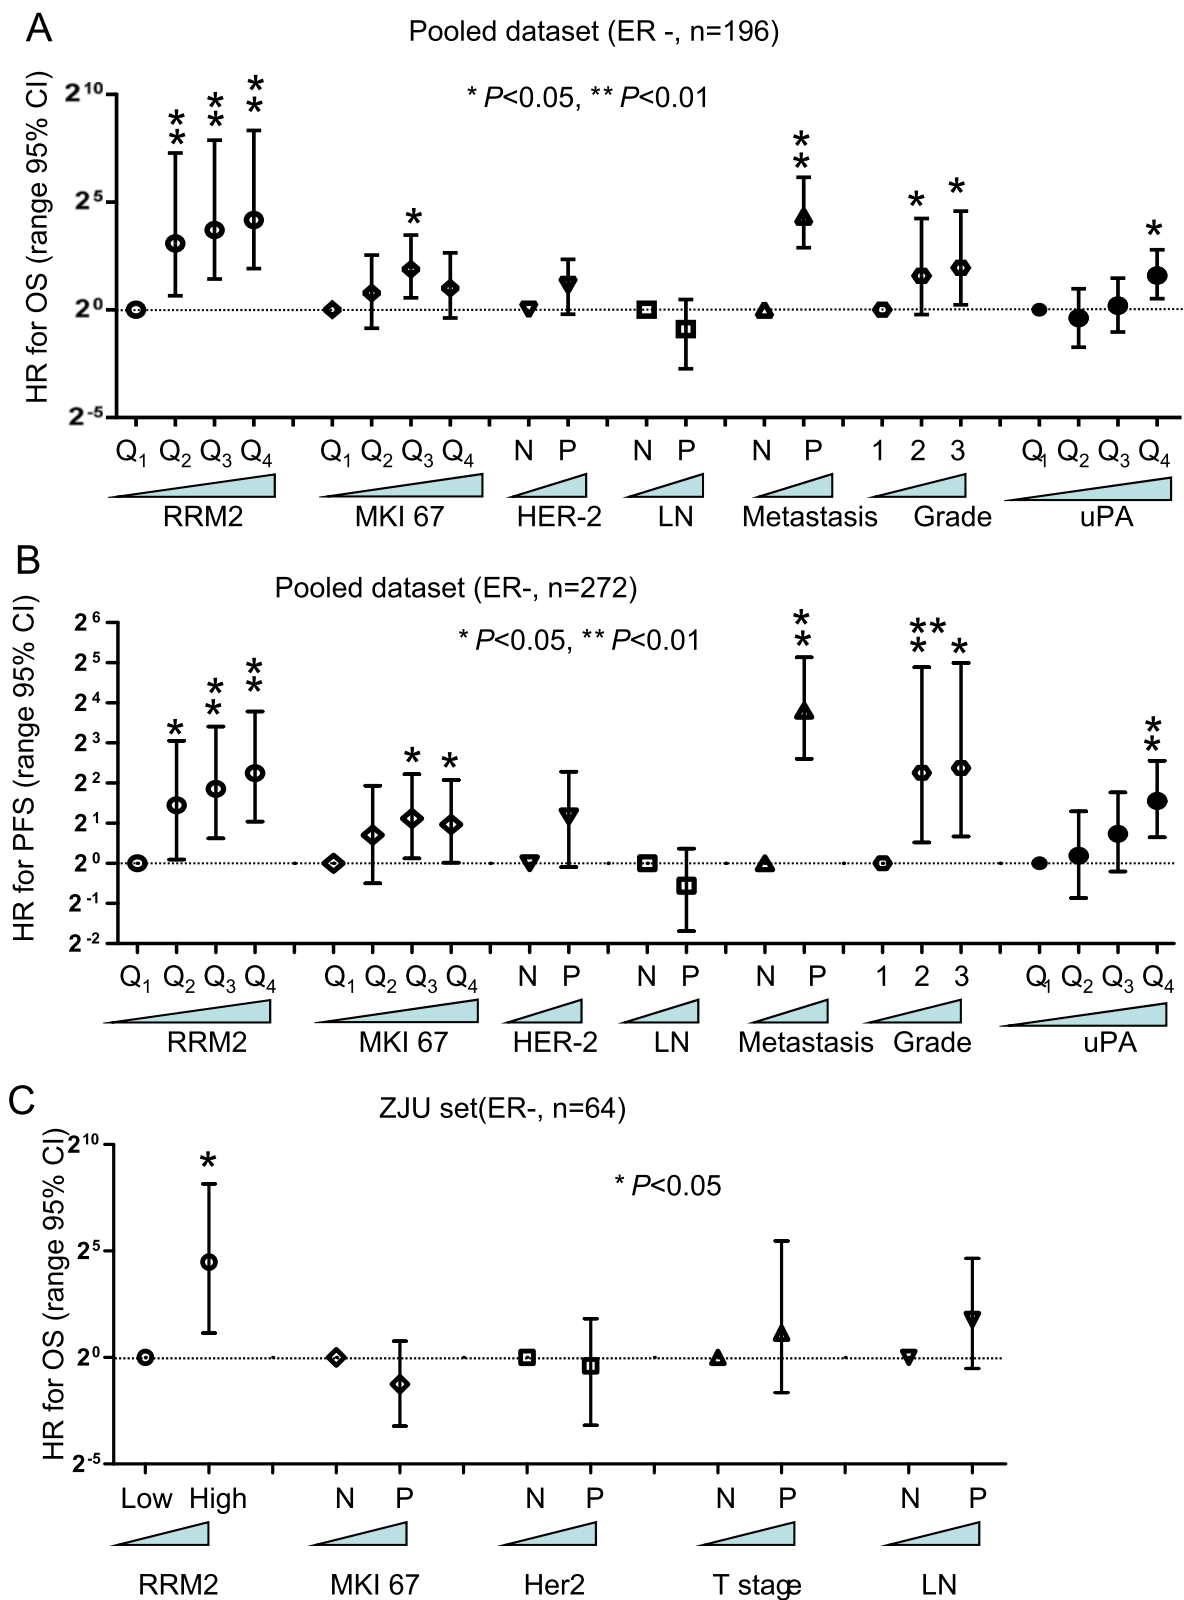 A
Pooled dataset (ER -, n=196)
* P<0.05, ** P<0.01
HR for OS (range 95% CI)
2^10
2^5
2^0
2^-5
** ** ** * ** * * *
Q1 Q2 Q3 Q4 Q1 Q2 Q3 Q4 N P N P N P 1 2 3 Q1 Q2 Q3 Q4
RRM2 MKI 67 HER-2 LN Metastasis Grade uPA
B
Pooled dataset (ER-, n=272)
* P<0.05, ** P<0.01
HR for PFS (range 95% CI)
2^6
2^5
2^4
2^3
2^2
2^1
2^0
2^-1
2^-2
* ** ** * * ** *** * **
Q1 Q2 Q3 Q4 Q1 Q2 Q3 Q4 N P N P N P 1 2 3 Q1 Q2 Q3 Q4
RRM2 MKI 67 HER-2 LN Metastasis Grade uPA
C
ZJU set(ER-, n=64)
* P<0.05
HR for OS (range 95% CI)
2^10
2^5
2^0
2^-5
*
Low High N P N P N P N P
RRM2 MKI 67 Her2 T stage LN